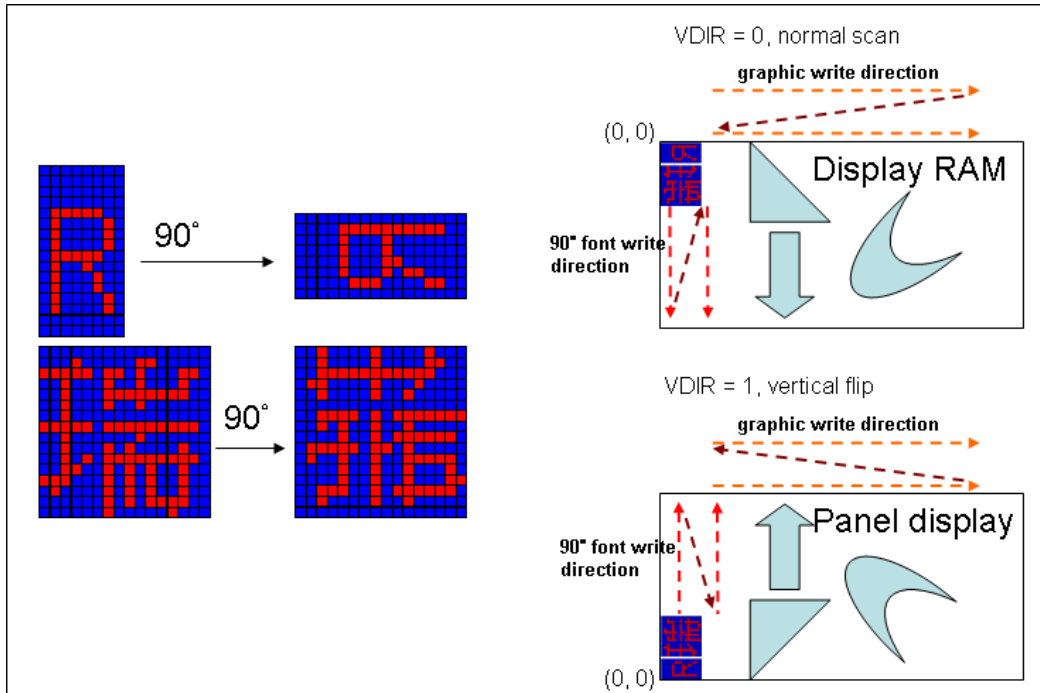 VDIR = 0, normal scan
graphic write direction
(0, 0)
Display RAM
90° font write
direction
R
90°
90°
VDIR = 1, vertical flip
graphic write direction
Panel display
90° font write
direction
(0, 0)